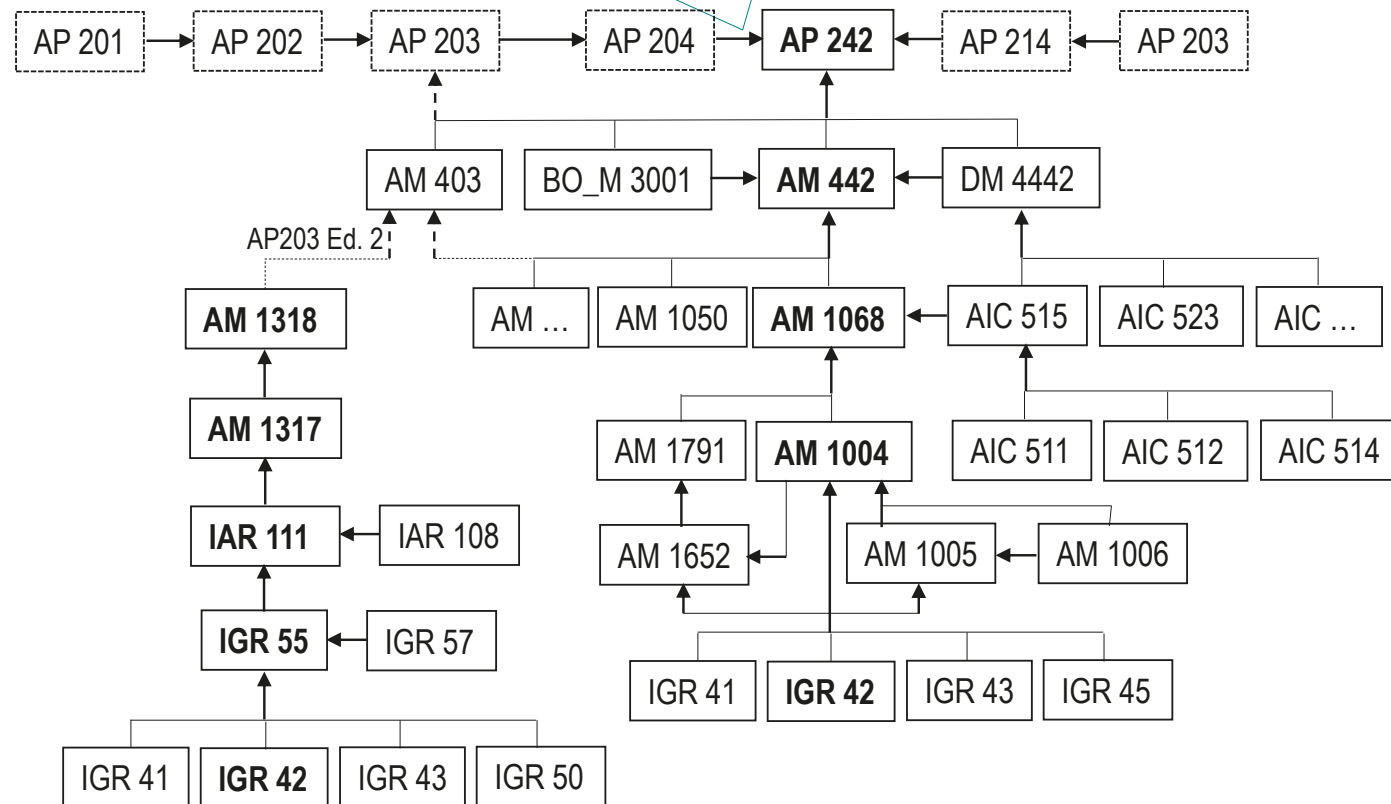 AP 201
AP 202
AP 203
AP 204
AP 242
AP 214
AP 203
AM 403
BO_M 3001
AM 442
DM 4442
AP203 Ed. 2
AM 1318
AM …
AM 1050
AM 1068
AIC 515
AIC 523
AIC …
AM 1317
AM 1791
AM 1004
AIC 511
AIC 512
AIC 514
IAR 111
IAR 108
AM 1652
AM 1005
AM 1006
IGR 55
IGR 57
IGR 41
IGR 42
IGR 43
IGR 45
IGR 41
IGR 42
IGR 43
IGR 50